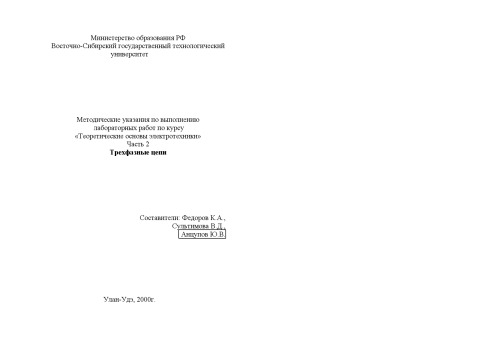 Министерство образования РФ
Восточно-Сибирский государственный технологический
университет
Методические указания по выполнению
лабораторных работ по курсу
«Теоретические основы электротехники»
Часть 2
Трехфазные цепи
Составители: Федоров К.А.,
Сультимова В.Д.,
Анцупов Ю.В.
Улан-Удэ, 2000г.